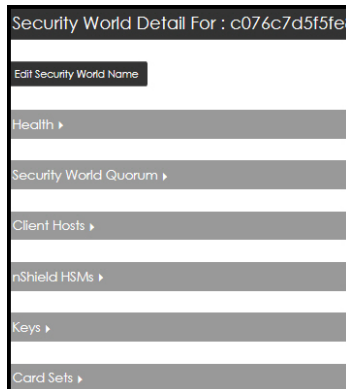 Security World Detail For : c076c7d5f5fe
Edit Security World Name
Health
Security World Quorum
Client Hosts
nShield HSMs
Keys
Card Sets